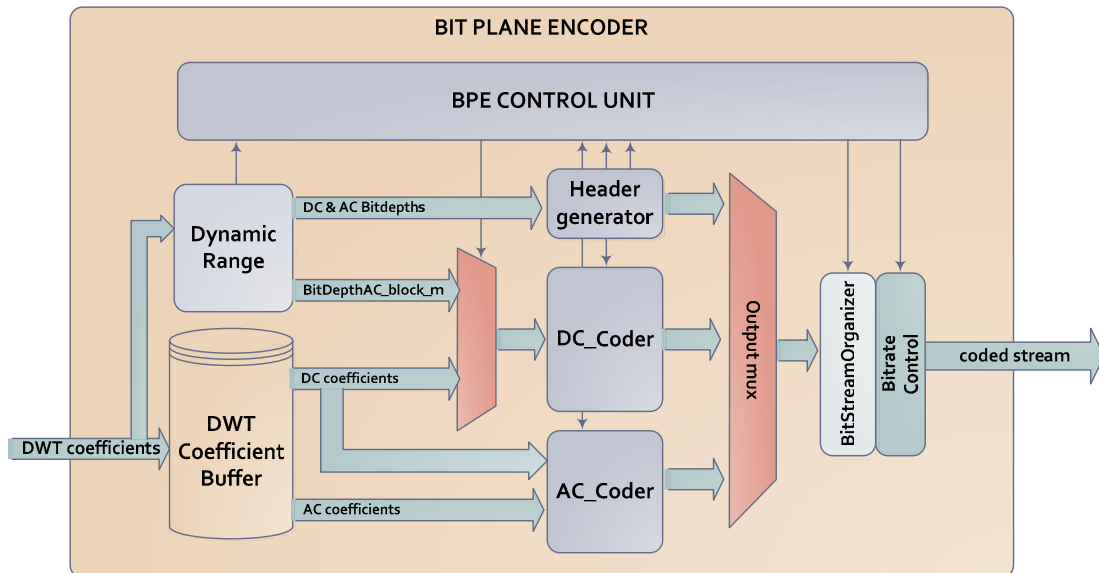 BIT PLANE ENCODER
BPE CONTROL UNIT
Dynamic
Range
DC & AC Bitdepths
BitDepthAC_block_m
Header
generator
DWT coefficients
DWT
Coefficient
Buffer
DC coefficients
AC coefficients
DC_Coder
AC_Coder
Output mux
BitStreamOrganizer
Bitrate
Control
coded stream